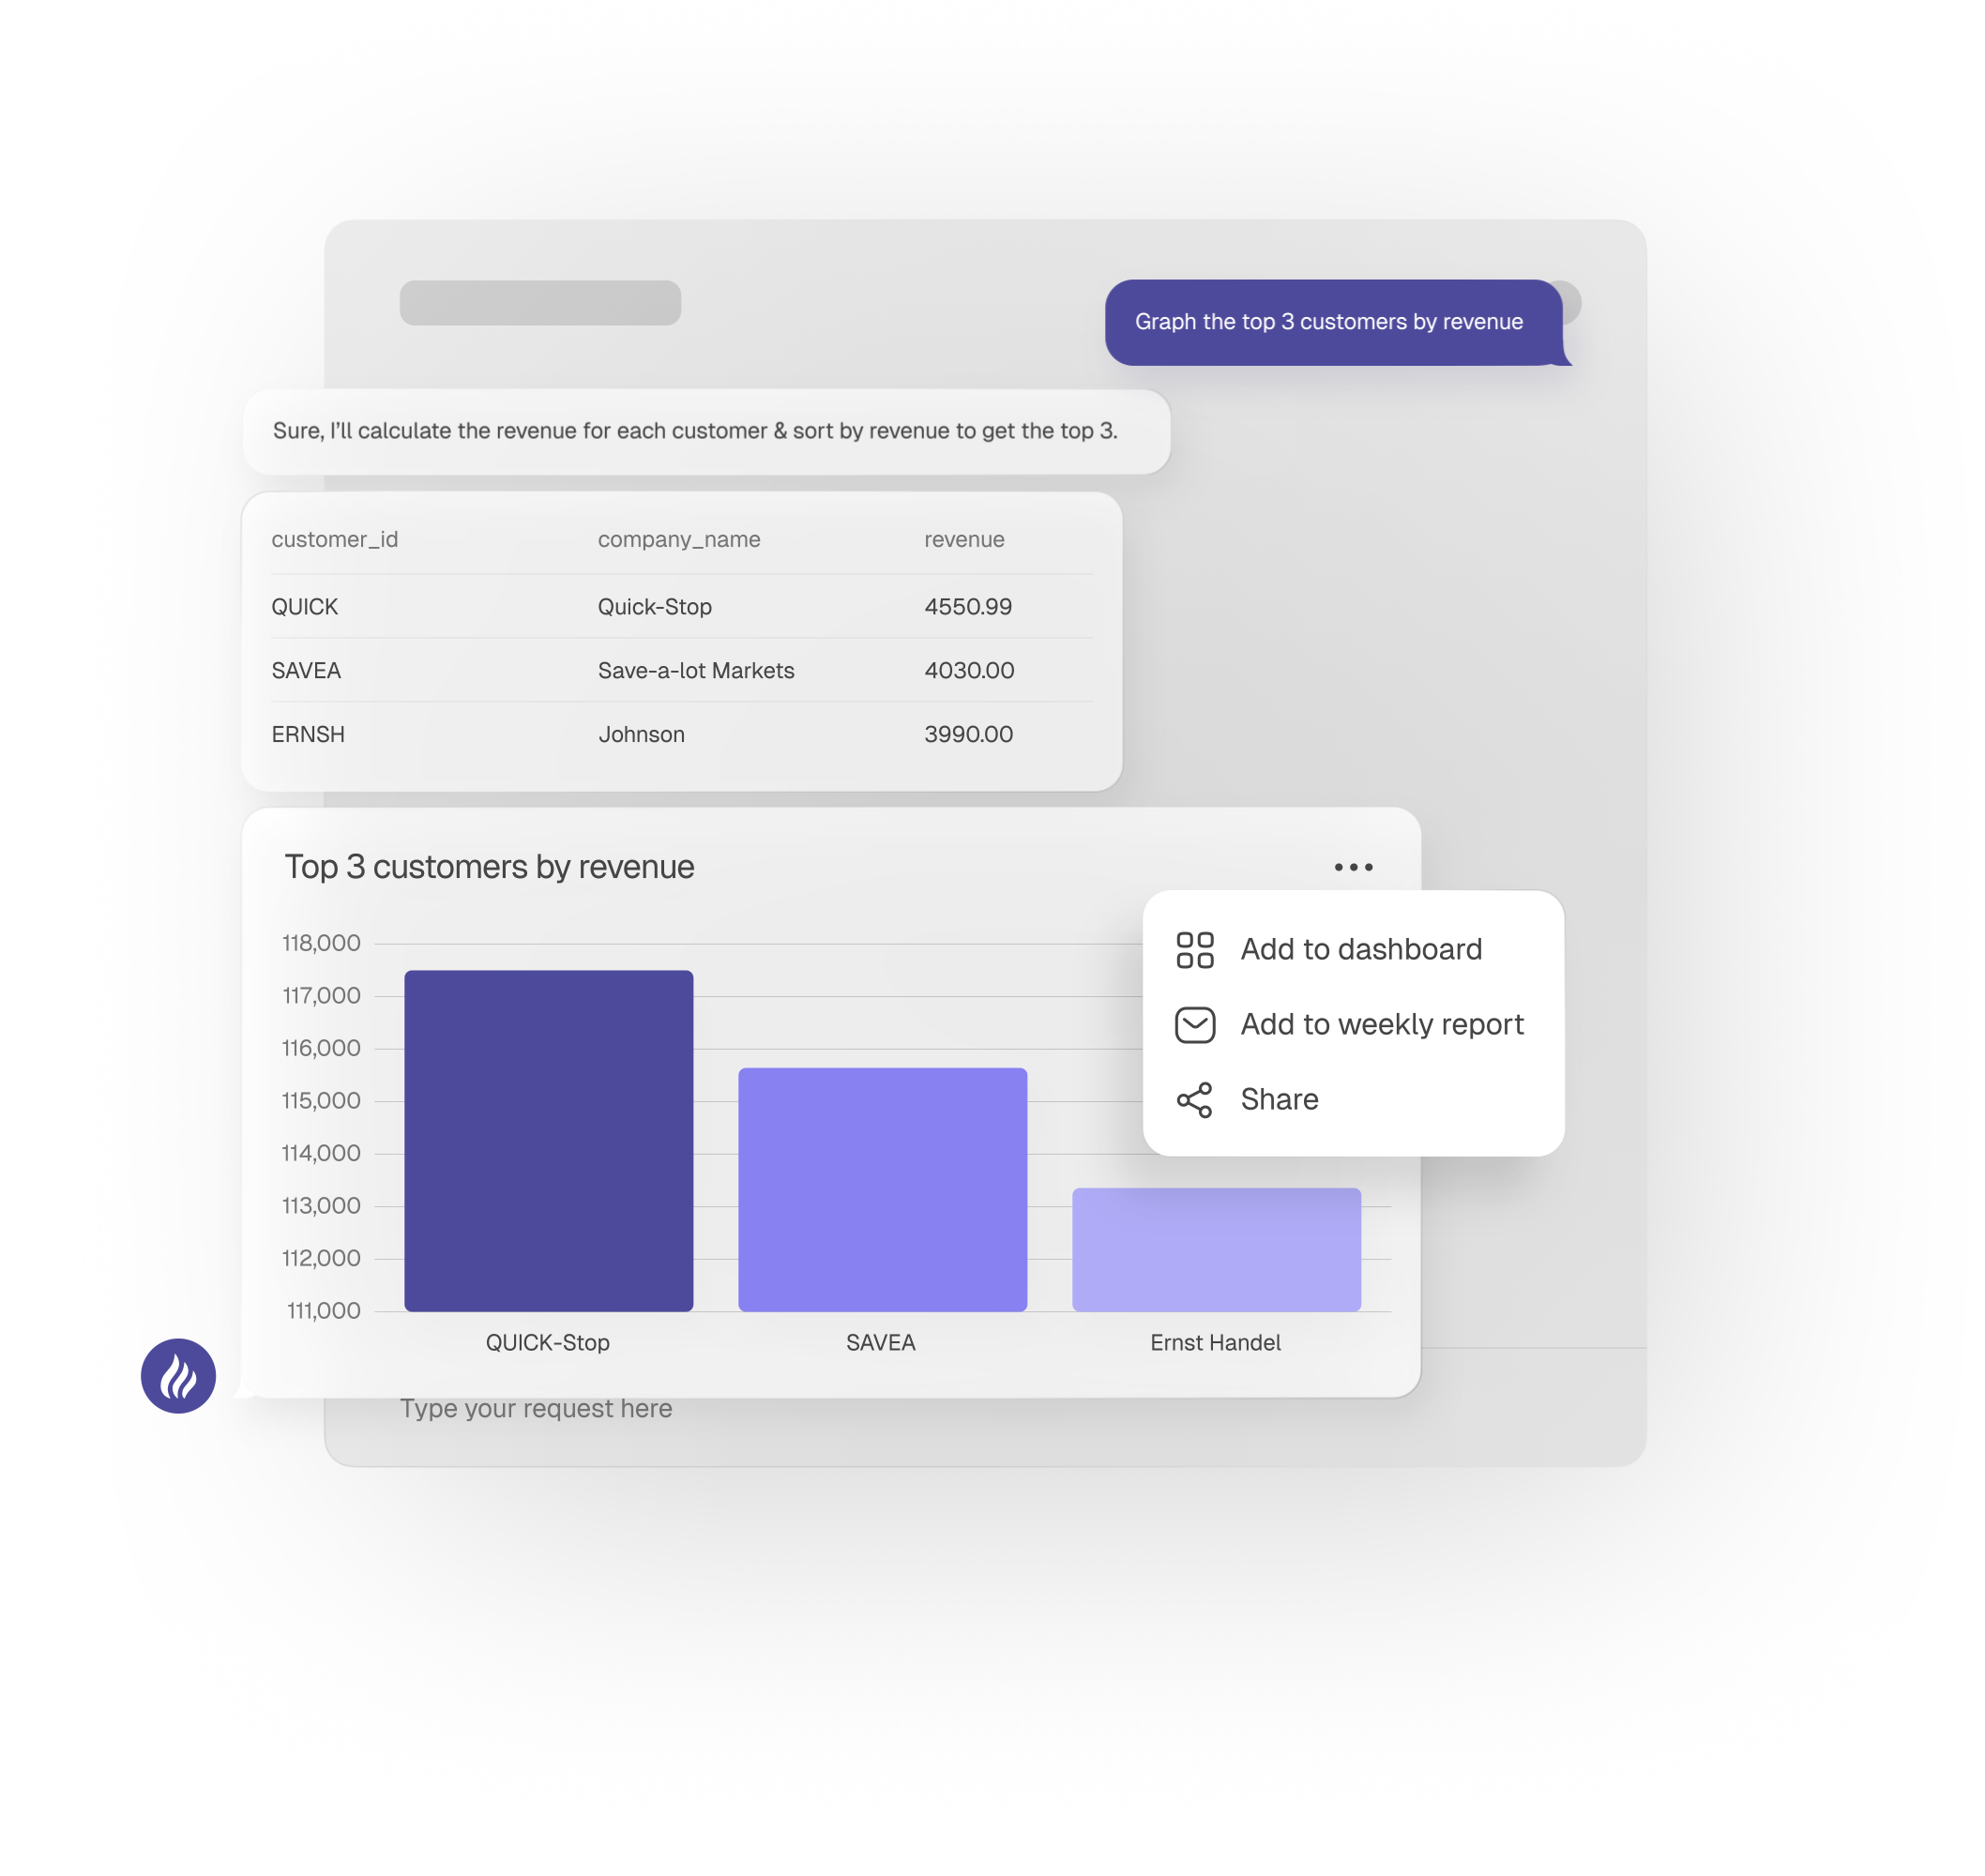 Graph the top 3 customers by revenue
Sure, I’ll calculate the revenue for each customer & sort by revenue to get the top 3.
customer_id company_name revenue
QUICK Quick-Stop 4550.99
SAVEA Save-a-lot Markets 4030.00
ERNSH Johnson 3990.00
Top 3 customers by revenue
Add to dashboard
Add to weekly report
Share
118,000
117,000
116,000
115,000
114,000
113,000
112,000
111,000
QUICK-Stop SAVEA Ernst Handel
Type your request here